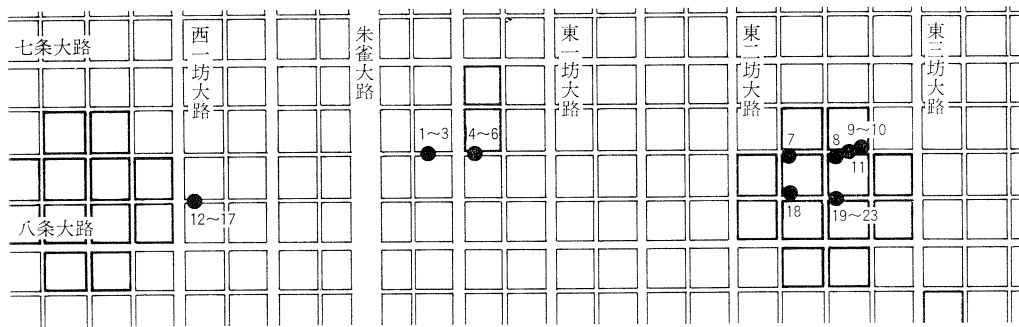 七条大路
西一坊大路
朱雀大路
東一坊大路
東二坊大路
東三坊大路
1～3
4～6
7
8
9～10
11
12～17
八条大路
18
19～23